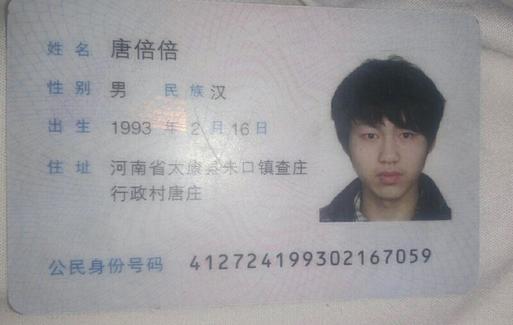 姓名 唐倍倍
性别 男 民族 汉
出生 1993 年 2 月 16 日
住址 河南省太康县朱口镇查庄
行政村唐庄
公民身份号码 412724199302167059